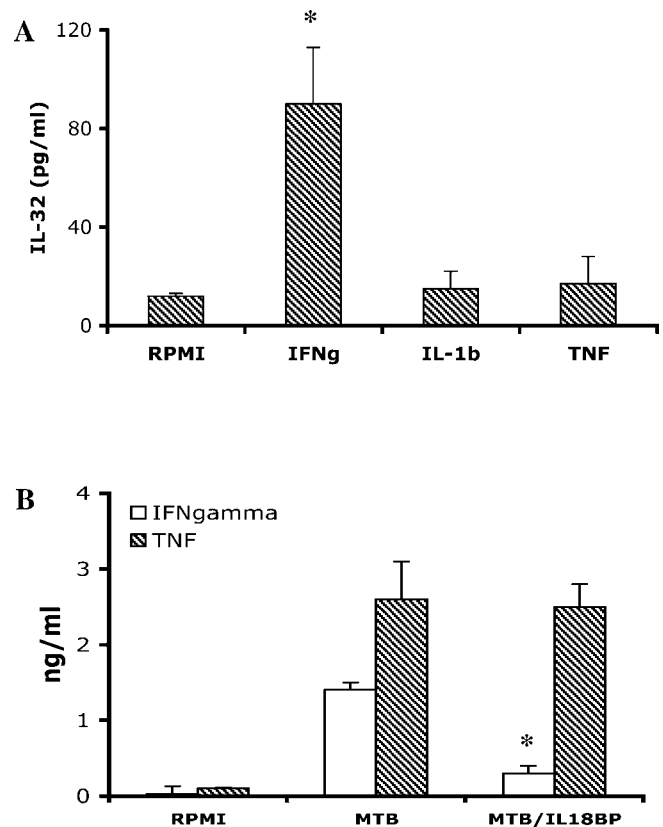 A
*
120
80
40
0
IL-32 (pg/ml)
RPMI IFNg IL-1b TNF
B
4
3
2
1
0
ng/ml
IFNgamma
TNF
*
RPMI MTB MTB/IL18BP